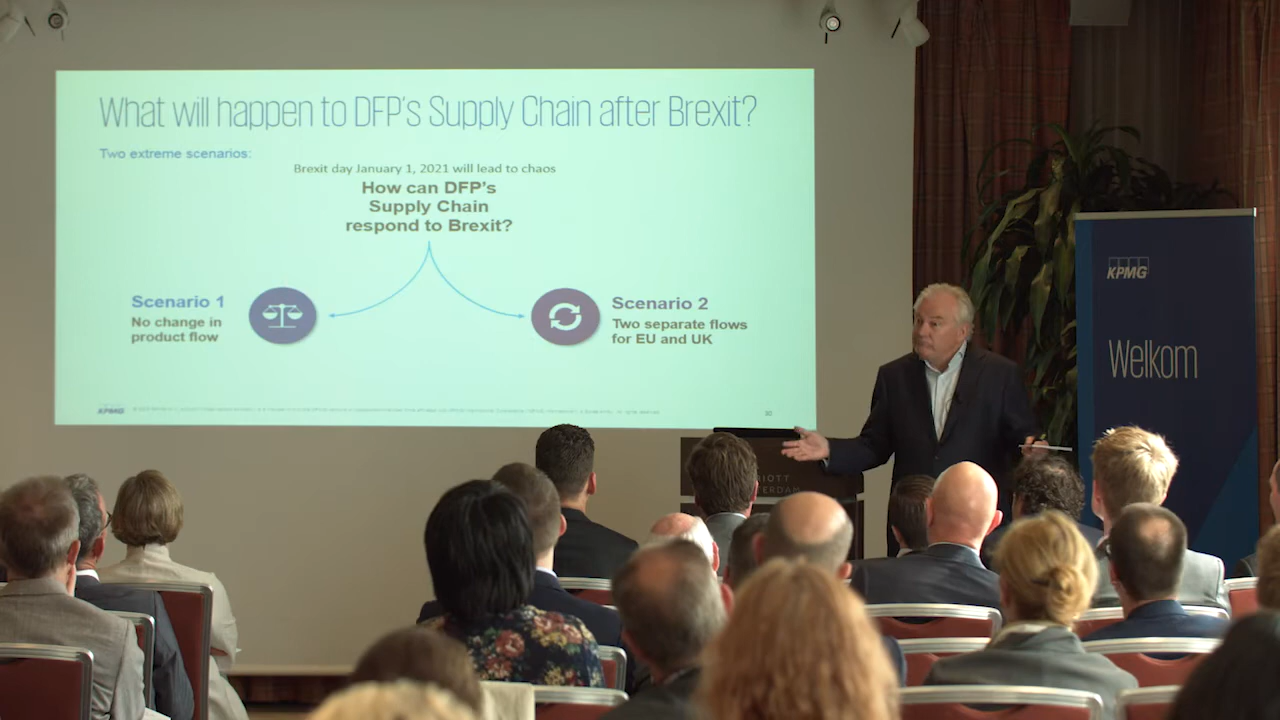 What will happen to DFP's Supply Chain after Brexit?
Two extreme scenarios:
Brexit day January 1, 2021 will lead to chaos
How can DFP's
Supply Chain
respond to Brexit?
Scenario 1
No change in
product flow
Scenario 2
Two separate flows
for EU and UK
KPMG
30
KPMG
Welkom